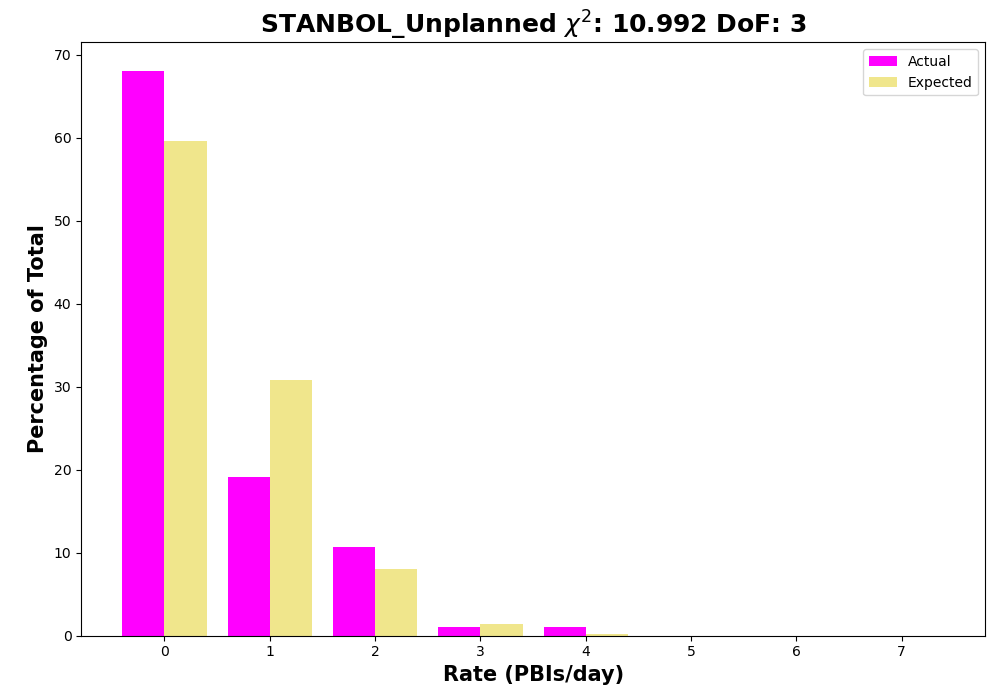 STANBOL_Unplanned χ²: 10.992 DoF: 3
Actual
Expected
Percentage of Total
70
60
50
40
30
20
10
0
0 1 2 3 4 5 6 7
Rate (PBIs/day)